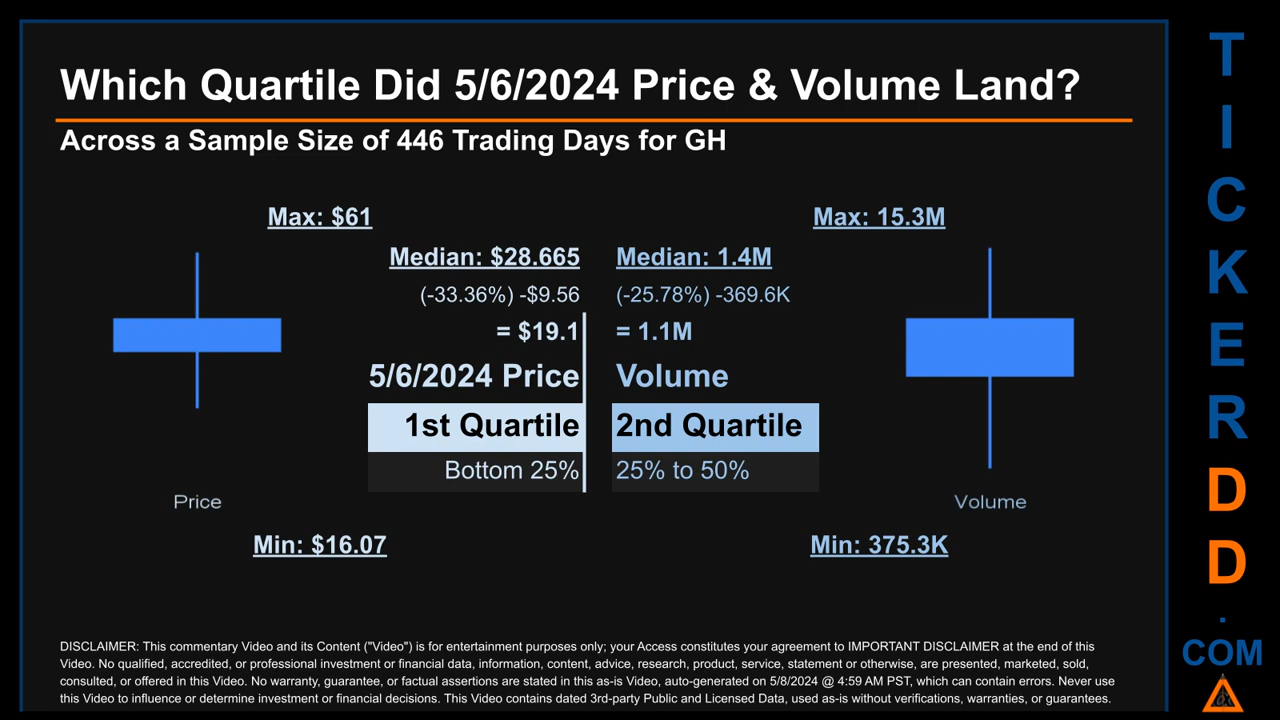 Which Quartile Did 5/6/2024 Price & Volume Land?
Across a Sample Size of 446 Trading Days for GH
Max: $61
Median: $28.665
(-33.36%) -$9.56
= $19.1
5/6/2024 Price
1st Quartile
Bottom 25%
Price
Min: $16.07
Max: 15.3M
Median: 1.4M
(-25.78%) -369.6K
= 1.1M
Volume
2nd Quartile
25% to 50%
Volume
Min: 375.3K
DISCLAIMER: This commentary Video and its Content ("Video") is for entertainment purposes only; your Access constitutes your agreement to IMPORTANT DISCLAIMER at the end of this
Video. No qualified, accredited, or professional investment or financial data, information, content, advice, research, product, service, statement or otherwise, are presented, marketed, sold,
consulted, or offered in this Video. No warranty, guarantee, or factual assertions are stated in this as-is Video, auto-generated on 5/8/2024 @ 4:59 AM PST, which can contain errors. Never use
this Video to influence or determine investment or financial decisions. This Video contains dated 3rd-party Public and Licensed Data, used as-is without verifications, warranties, or guarantees.
T
I
C
K
E
R
D
D
.
COM